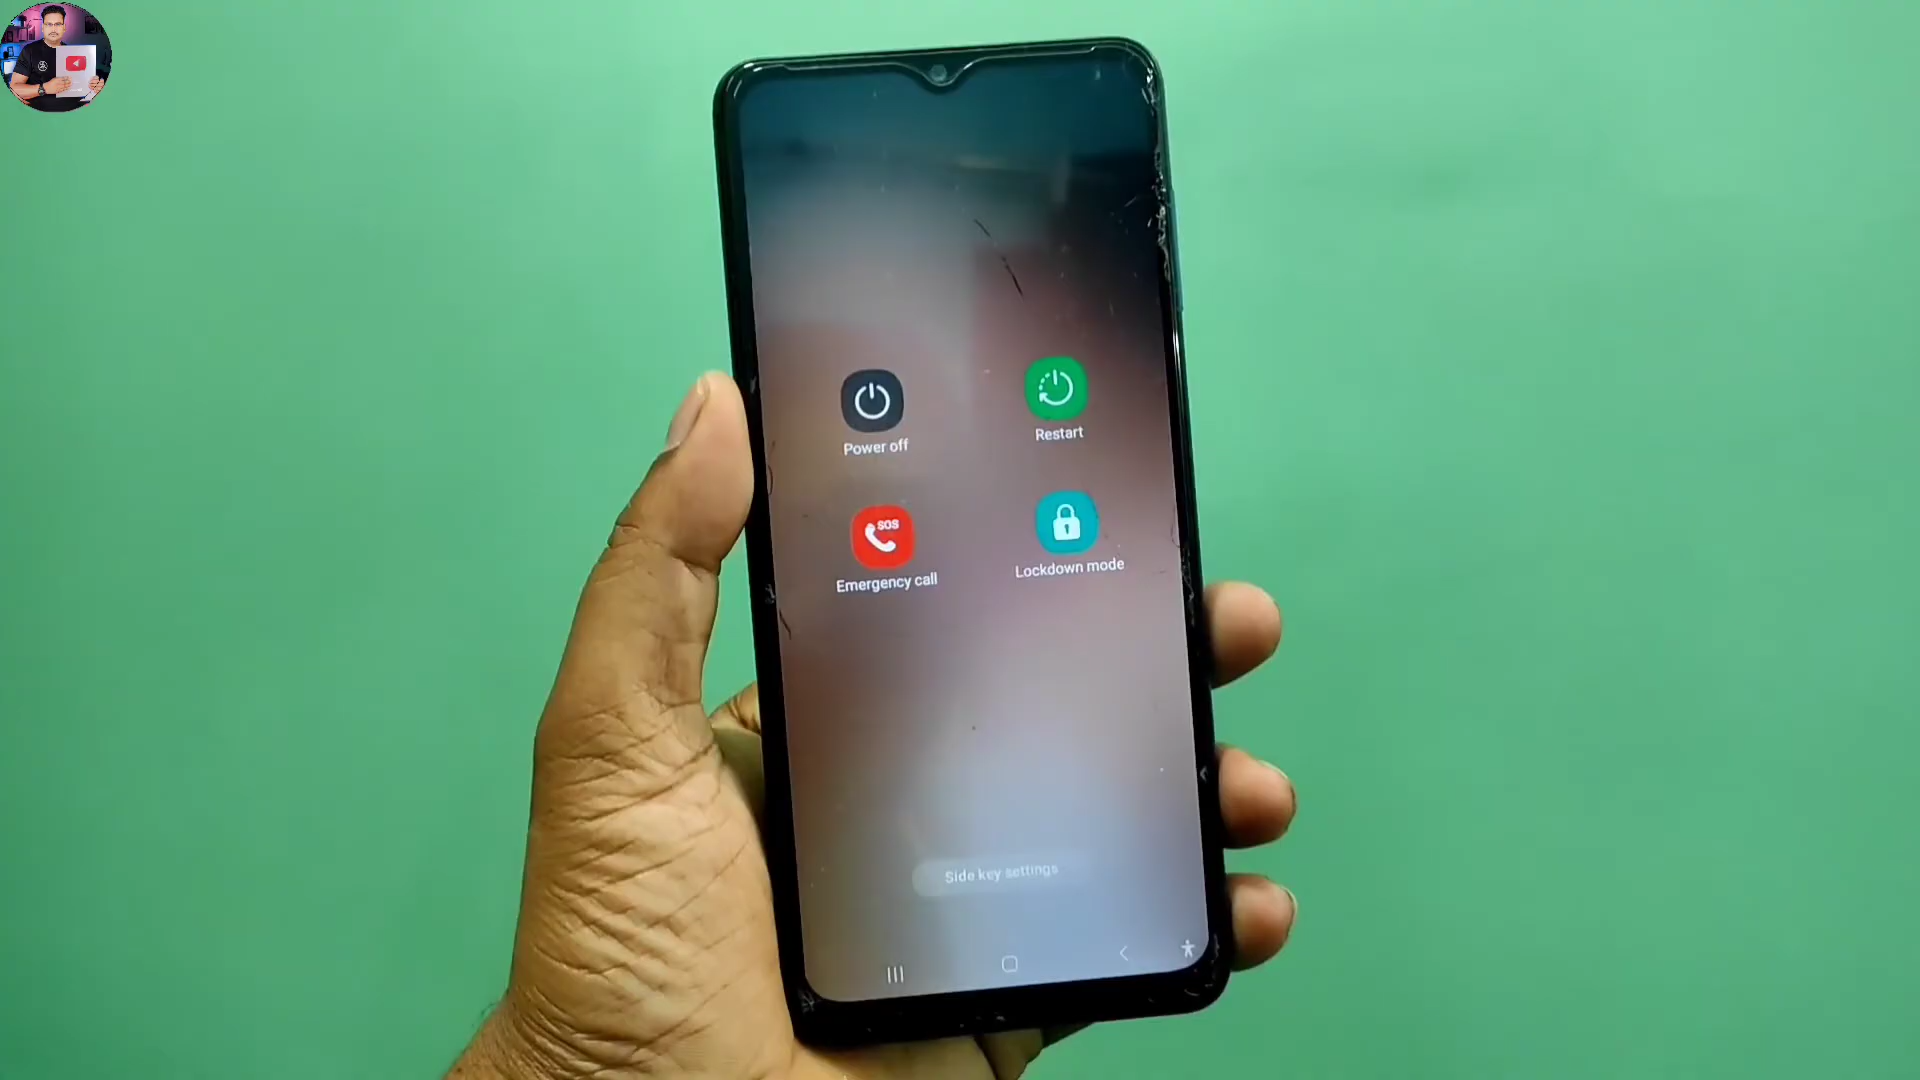 Power off
Restart
SOS
Emergency call
Lockdown mode
Side key settings